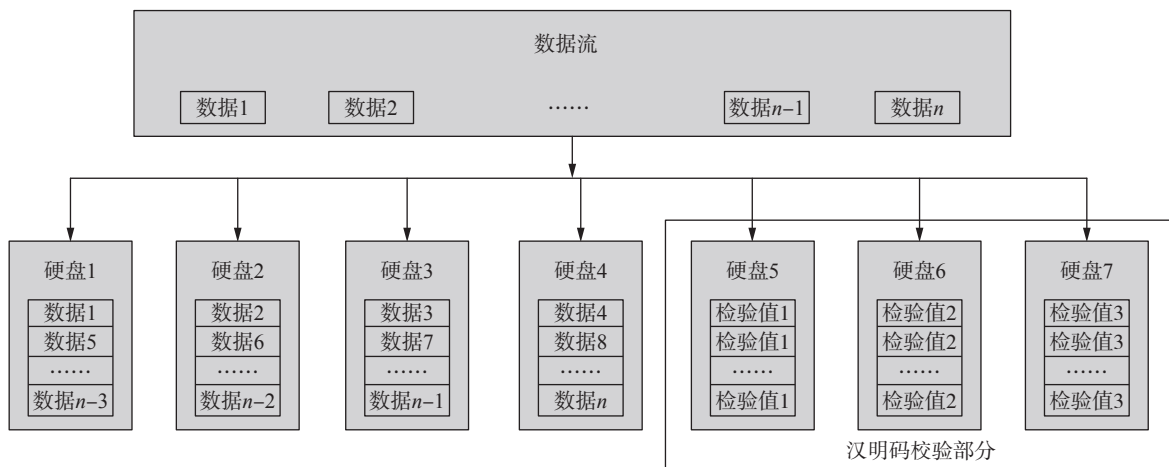 数据流
数据1 数据2 …… 数据n–1 数据n
硬盘1 硬盘2 硬盘3 硬盘4 硬盘5 硬盘6 硬盘7
数据1 数据2 数据3 数据4 检验值1 检验值2 检验值3
数据5 数据6 数据7 数据8 检验值1 检验值2 检验值3
…… …… …… …… …… …… ……
数据n–3 数据n–2 数据n–1 数据n 检验值1 检验值2 检验值3
汉明码校验部分